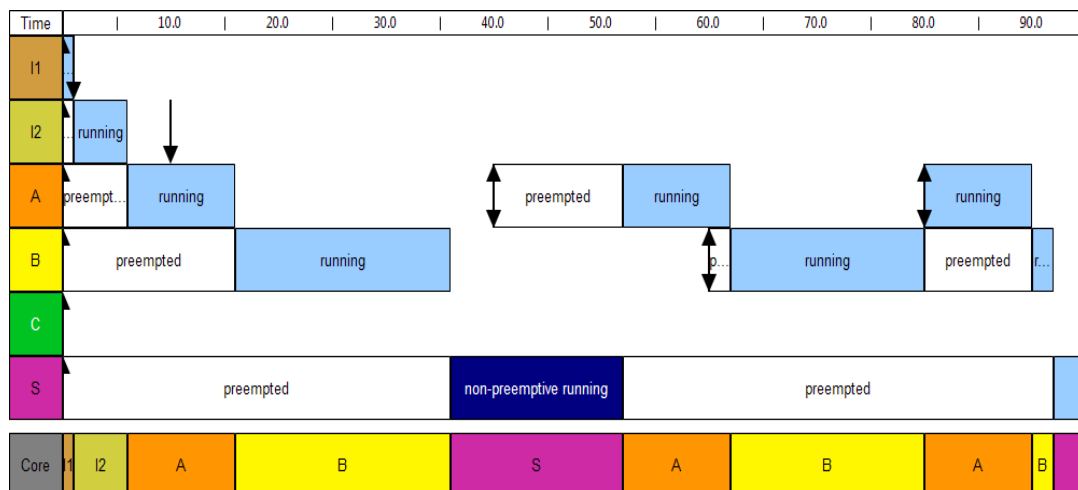 Time | 10.0 | 20.0 | 30.0 | 40.0 | 50.0 | 60.0 | 70.0 | 80.0 | 90.0
I1 ...
I2 ... running
A preempt... running preempted running running
B preempted running p... running preempted r...
C
S preempted non-preemptive running preempted
Core I1 I2 A B S A B A B